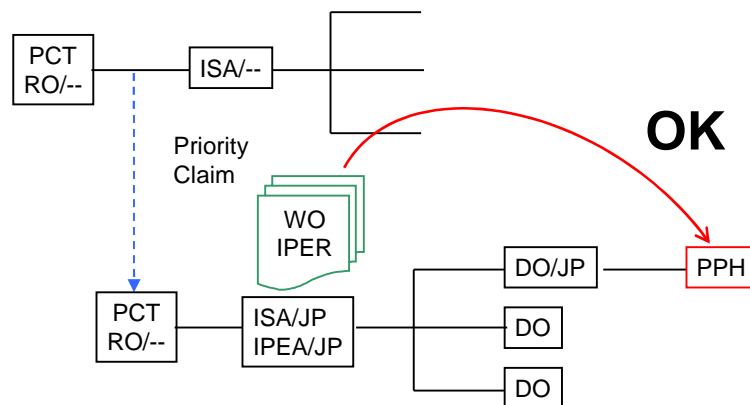 PCT
RO/--
ISA/--
OK
Priority
Claim
WO
IPER
DO/JP
PPH
PCT
RO/--
ISA/JP
IPEA/JP
DO
DO